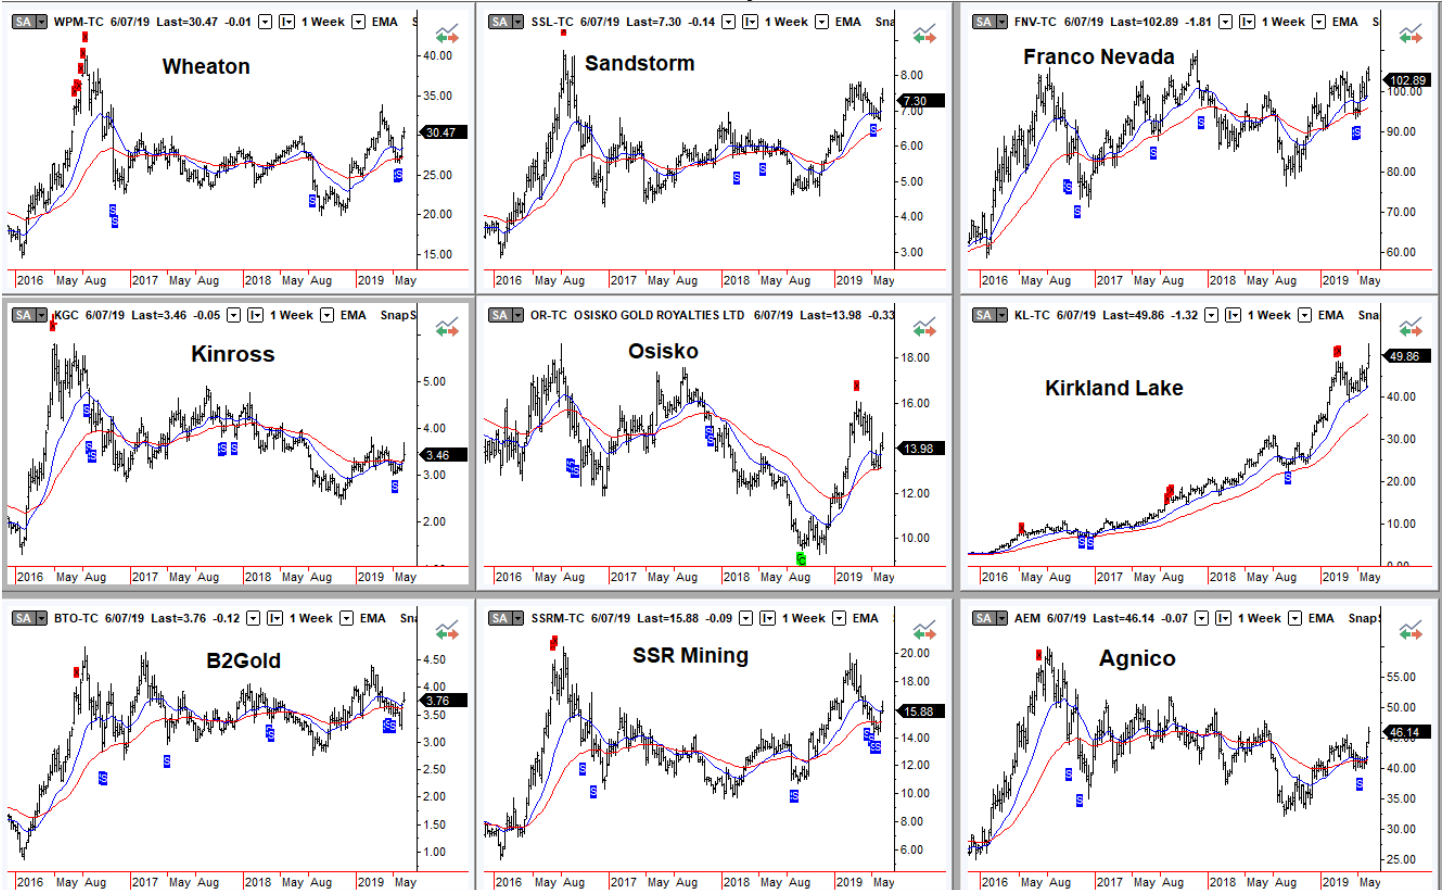 SA WPM-TC 6/07/19 Last=30.47 -0.01 1 Week EMA
Wheaton
40.00
35.00
30.47
25.00
20.00
15.00
2016 May Aug 2017 2018 2019 May
SA SSL-TC 6/07/19 Last=7.30 -0.14 1 Week EMA Sna
Sandstorm
8.00
7.30
6.00
5.00
4.00
3.00
2016 May Aug 2017 May Aug 2018 May Aug 2019 May
SA FNV-TC 6/07/19 Last=102.89 -1.81 1 Week EMA S
Franco Nevada
102.89
100.00
90.00
80.00
70.00
60.00
2016 May Aug 2017 May Aug 2018 May Aug 2019 May
SA KGC 6/07/19 Last=3.46 -0.05 1 Week EMA SnapS
Kinross
5.00
4.00
3.46
3.00
2.00
2016 May Aug 2017 May Aug 2018 May Aug 2019 May
SA OR-TC OSISKO GOLD ROYALTIES LTD 6/07/19 Last=13.98 -0.33
Osisko
18.00
16.00
13.98
12.00
10.00
2016 May Aug 2017 May Aug 2018 May Aug 2019 May
SA KL-TC 6/07/19 Last=49.86 -1.32 1 Week EMA Sna
Kirkland Lake
49.86
40.00
30.00
20.00
10.00
0.00
2016 May Aug 2017 May Aug 2018 May Aug 2019 May
SA BTO-TC 6/07/19 Last=3.76 -0.12 1 Week EMA
B2Gold
4.50
4.00
3.76
3.50
3.00
2.50
2.00
1.50
1.00
2016 May Aug 2017 May Aug 2018 May Aug 2019 May
SA SSRM-TC 6/07/19 Last=15.88 -0.09 1 Week EMA
SSR Mining
20.00
18.00
15.88
14.00
12.00
10.00
8.00
6.00
2016 May Aug 2017 May Aug 2018 May Aug 2019 May
SA AEM 6/07/19 Last=46.14 -0.07 1 Week EMA Snap
Agnico
55.00
50.00
46.14
40.00
35.00
30.00
25.00
2016 May Aug 2017 May Aug 2018 May Aug 2019 May